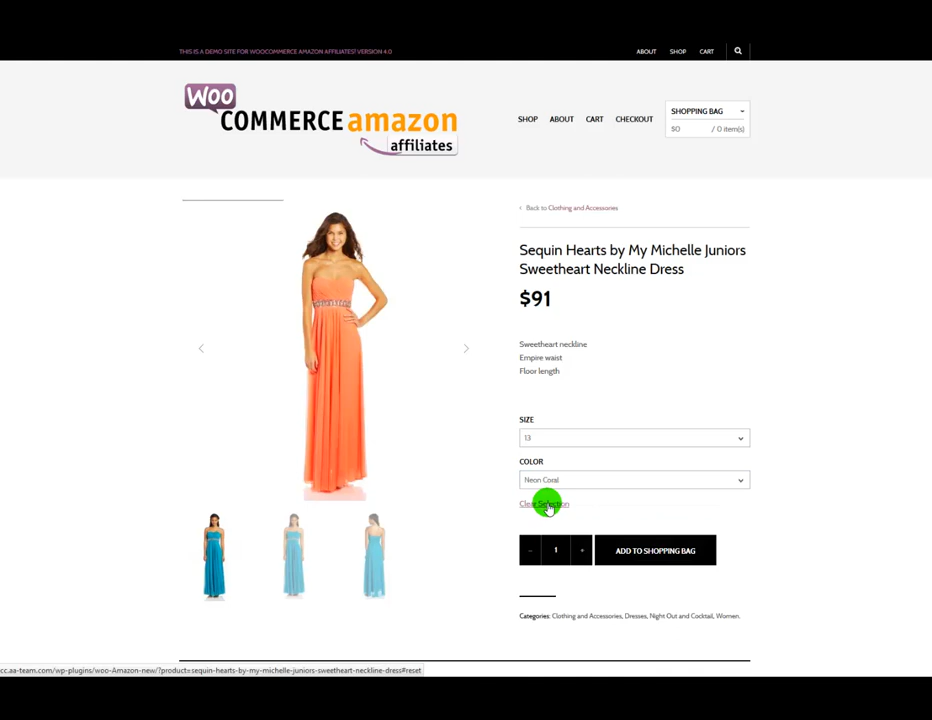 THIS IS A DEMO SITE FOR WOOCOMMERCE AMAZON AFFILIATES! VERSION 4.0
ABOUT SHOP CART
Woo
COMMERCE amazon
affiliates
SHOP ABOUT CART CHECKOUT
SHOPPING BAG
$0 / 0 item(s)
Back to Clothing and Accessories
Sequin Hearts by My Michelle Juniors
Sweetheart Neckline Dress
$91
Sweetheart neckline
Empire waist
Floor length
SIZE
13
COLOR
Neon Coral
Clear Selection
- 1 + ADD TO SHOPPING BAG
Categories: Clothing and Accessories, Dresses, Night Out and Cocktail, Women.
cc.aa-team.com/wp-plugins/woo-Amazon-new/?product=sequin-hearts-by-my-michelle-juniors-sweetheart-neckline-dress#reset